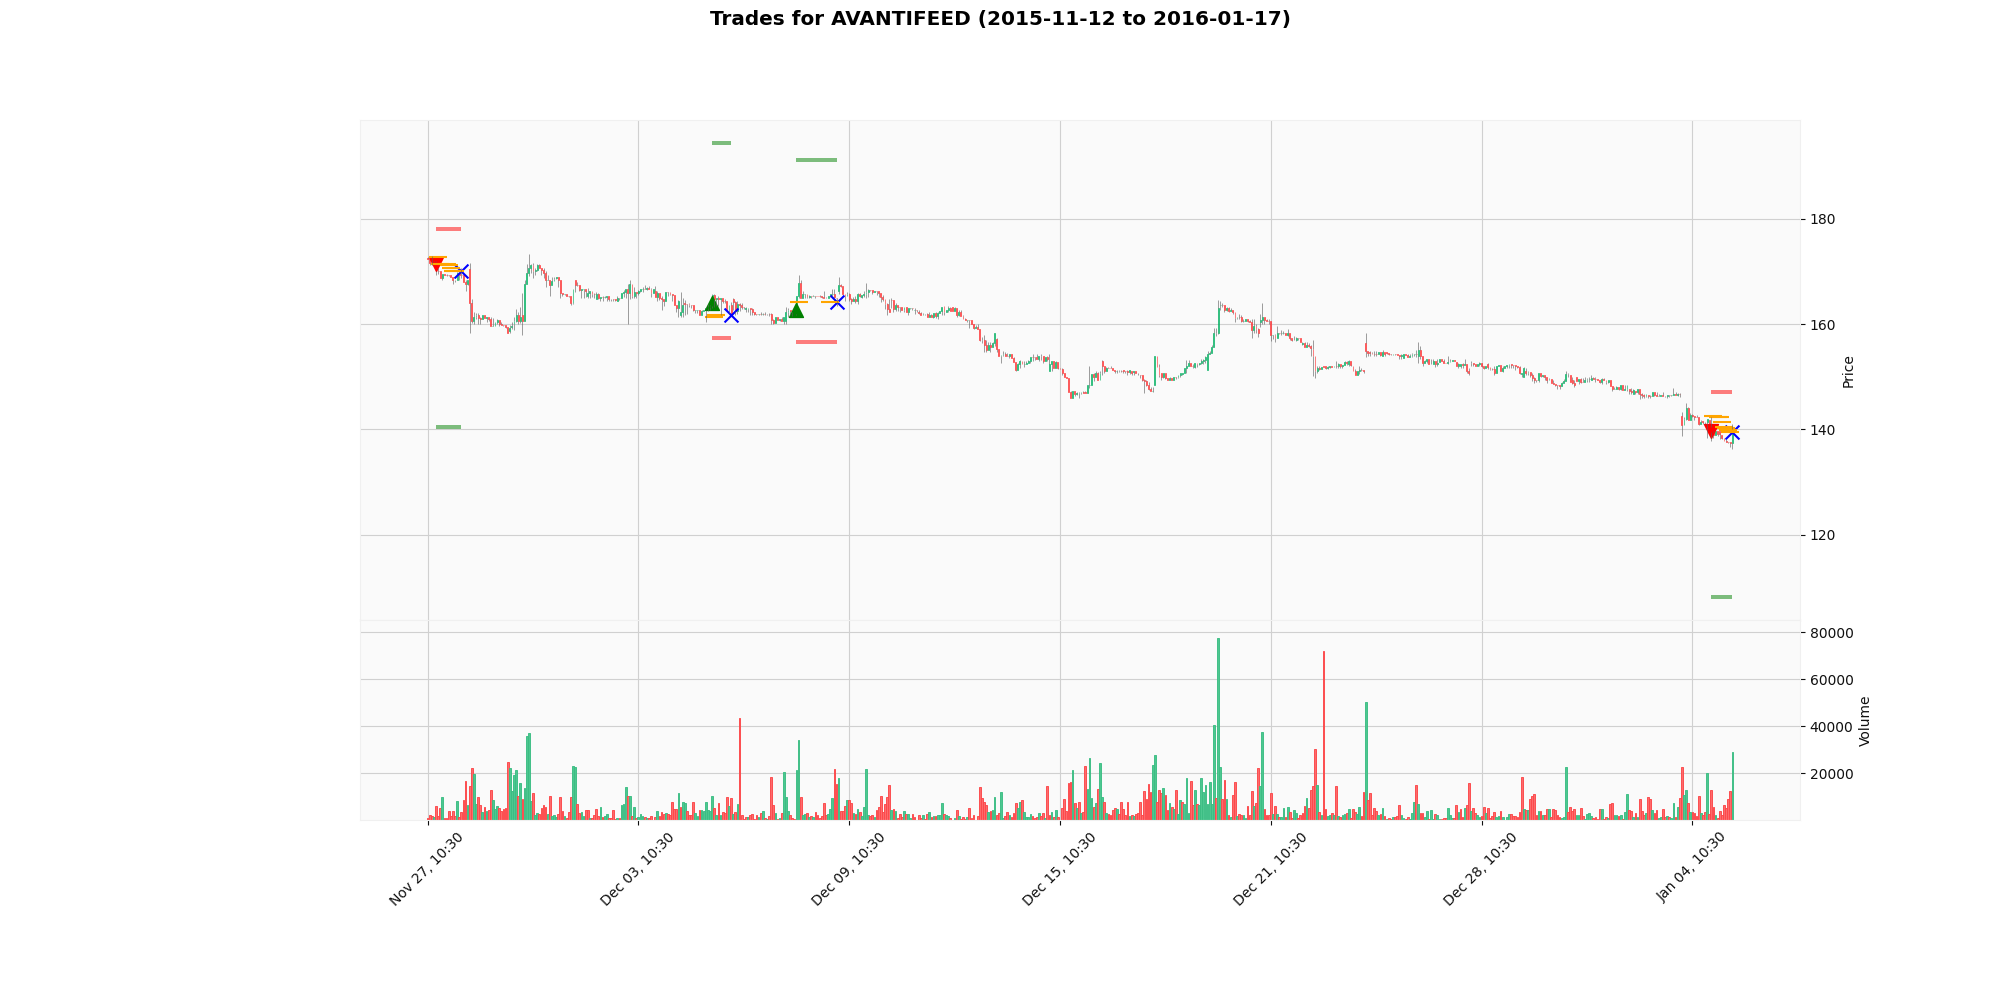 Trades for AVANTIFEED (2015-11-12 to 2016-01-17)
180
160
140
120
Price
80000
60000
40000
20000
Volume
Nov 27, 10:30
Dec 03, 10:30
Dec 09, 10:30
Dec 15, 10:30
Dec 21, 10:30
Dec 28, 10:30
Jan 04, 10:30